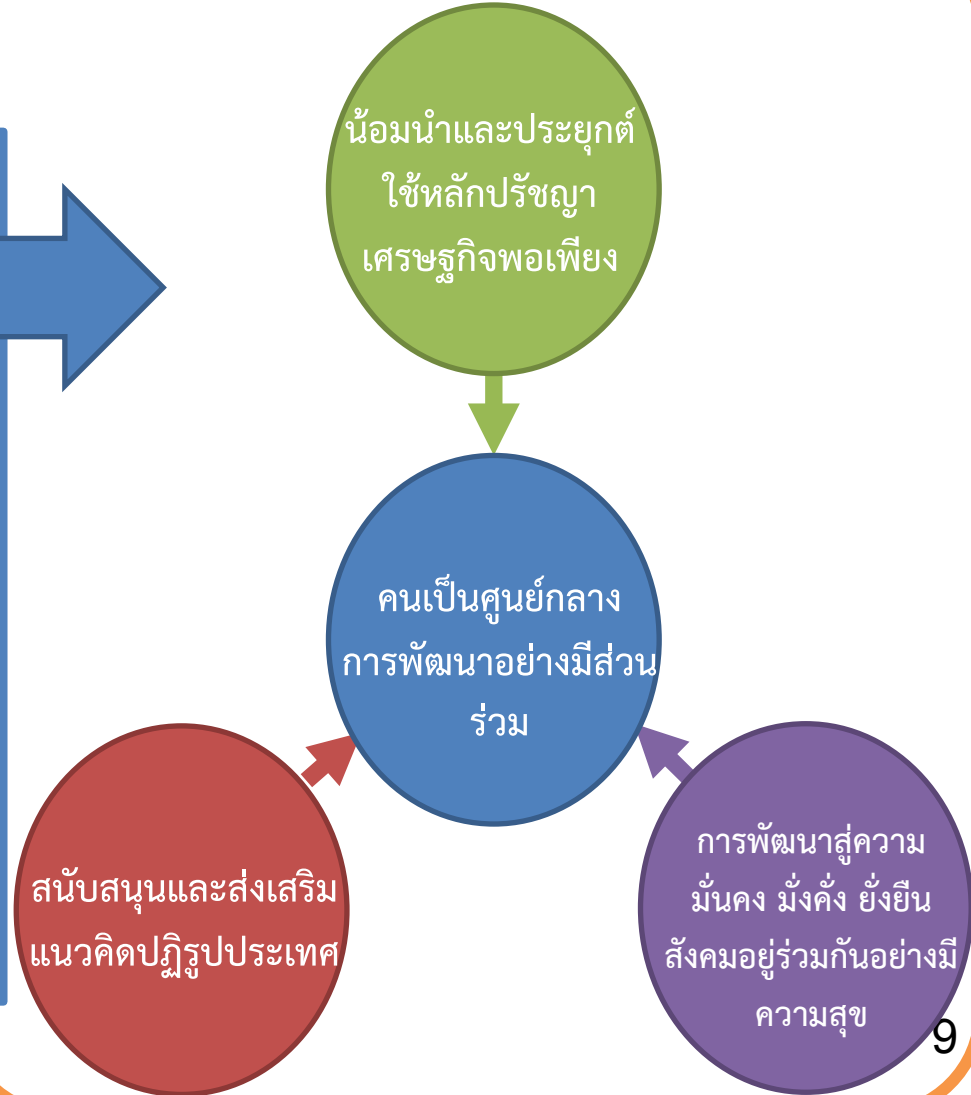 น้อมนำและประยุกต์
ใช้หลักปรัชญา
เศรษฐกิจพอเพียง
คนเป็นศูนย์กลาง
การพัฒนาอย่างมีส่วน
ร่วม
สนับสนุนและส่งเสริม
แนวคิดปฏิรูปประเทศ
การพัฒนาสู่ความ
มั่นคง มั่งคั่ง ยั่งยืน
สังคมอยู่ร่วมกันอย่างมี
ความสุข
9